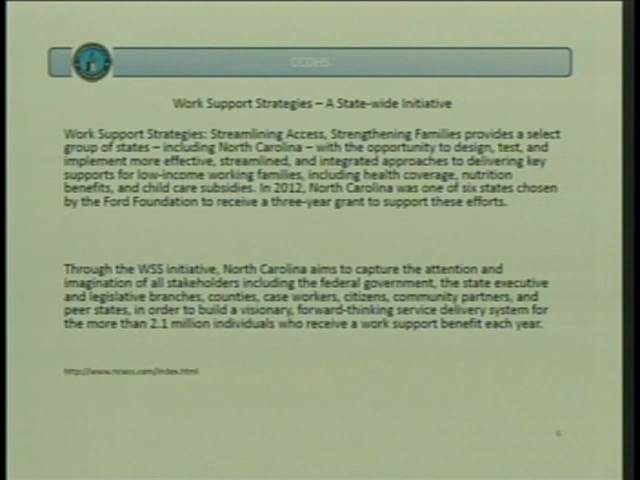 CCDHS
Work Support Strategies – A State-wide Initiative
Work Support Strategies: Streamlining Access, Strengthening Families provides a select
group of states – including North Carolina – with the opportunity to design, test, and
implement more effective, streamlined, and integrated approaches to delivering key
supports for low-income working families, including health coverage, nutrition
benefits, and child care subsidies. In 2012, North Carolina was one of six states chosen
by the Ford Foundation to receive a three-year grant to support these efforts.
Through the WSS initiative, North Carolina aims to capture the attention and
imagination of all stakeholders including the federal government, the state executive
and legislative branches, counties, case workers, citizens, community partners, and
peer states, in order to build a visionary, forward-thinking service delivery system for
the more than 2.1 million individuals who receive a work support benefit each year.
http://www.ncwss.com/index.html